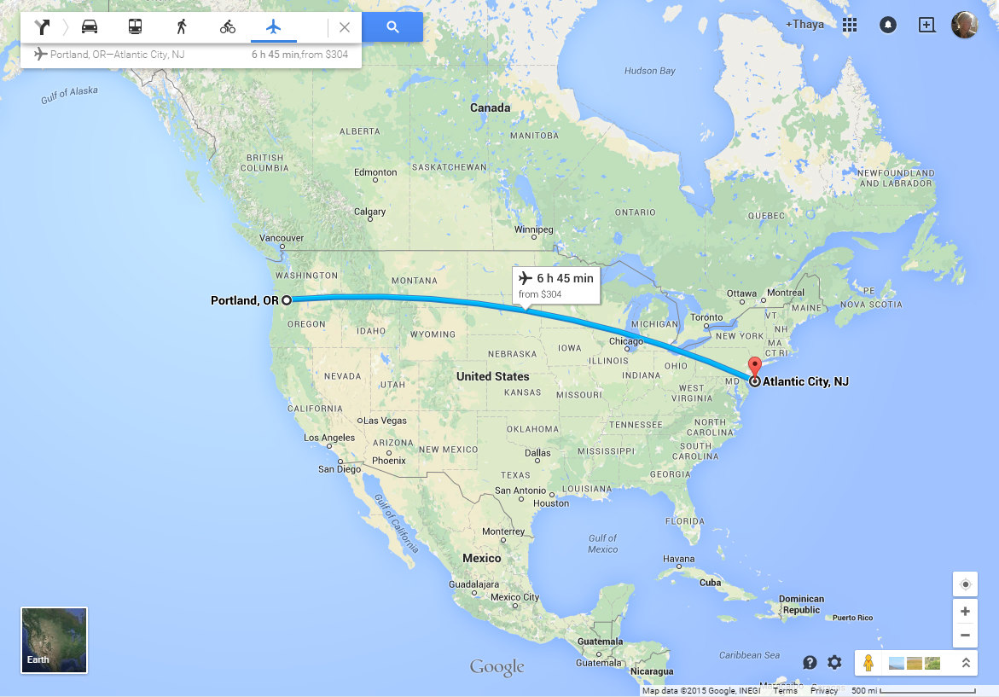 +Thaya
Portland, OR—Atlantic City, NJ
6 h 45 min, from $304
Hudson Bay
Gulf of Alaska
Canada
ALBERTA
MANITOBA
BRITISH
COLUMBIA
SASKATCHEWAN
Edmonton
NEWFOUNDLAND
AND LABRADOR
Calgary
ONTARIO
QUEBEC
Winnipeg
Vancouver
WASHINGTON
MONTANA
6 h 45 min
from $304
Portland, OR
Ottawa
Montreal
PE
NOVA SCOTIA
MAINE
VT
Toronto
OREGON
IDAHO
WYOMING
MICHIGAN
NH
NEW YORK
MA
CT RI
Chicago
IOWA
NEBRASKA
ILLINOIS
OHIO
INDIANA
NEVADA
UTAH
United States
KANSAS
MISSOURI
WEST
VIRGINIA
MD
Atlantic City, NJ
CALIFORNIA
Las Vegas
Los Angeles
ARIZONA
NEW MEXICO
OKLAHOMA
TENNESSEE
NORTH
CAROLINA
SOUTH
CAROLINA
Phoenix
San Diego
Dallas
MISSISSIPPI
TEXAS
GEORGIA
San Antonio
LOUISIANA
Houston
Gulf of California
FLORIDA
Monterrey
Gulf of
Mexico
Mexico
Havana
Cuba
Guadalajara
Mexico City
Dominican
Republic
Puerto Rico
Guatemala
Guatemala
Nicaragua
Caribbean Sea
Earth
Google
Maracaibo
Caracas
Map data ©2015 Google, INEGI
Terms
Privacy
500 mi